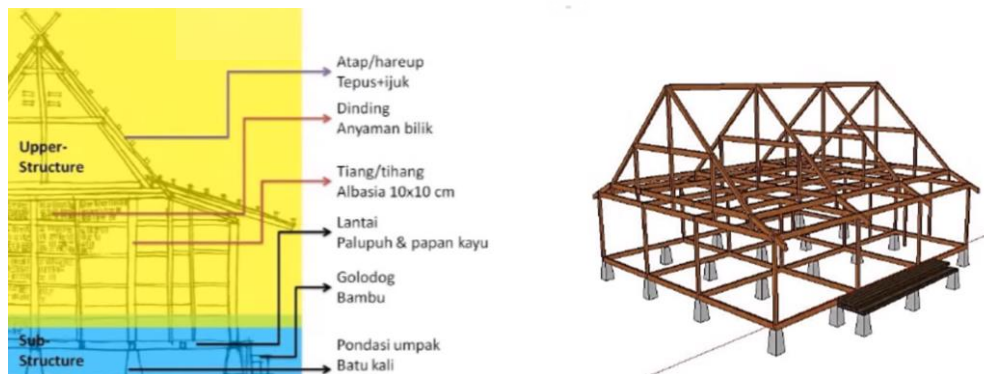 Upper-
Structure
Sub-
Structure
Atap/hareup
Tepus+ijuk
Dinding
Anyaman bilik
Tiang/tihang
Albasia 10x10 cm
Lantai
Palupuh & papan kayu
Golodog
Bambu
Pondasi umpak
Batu kali